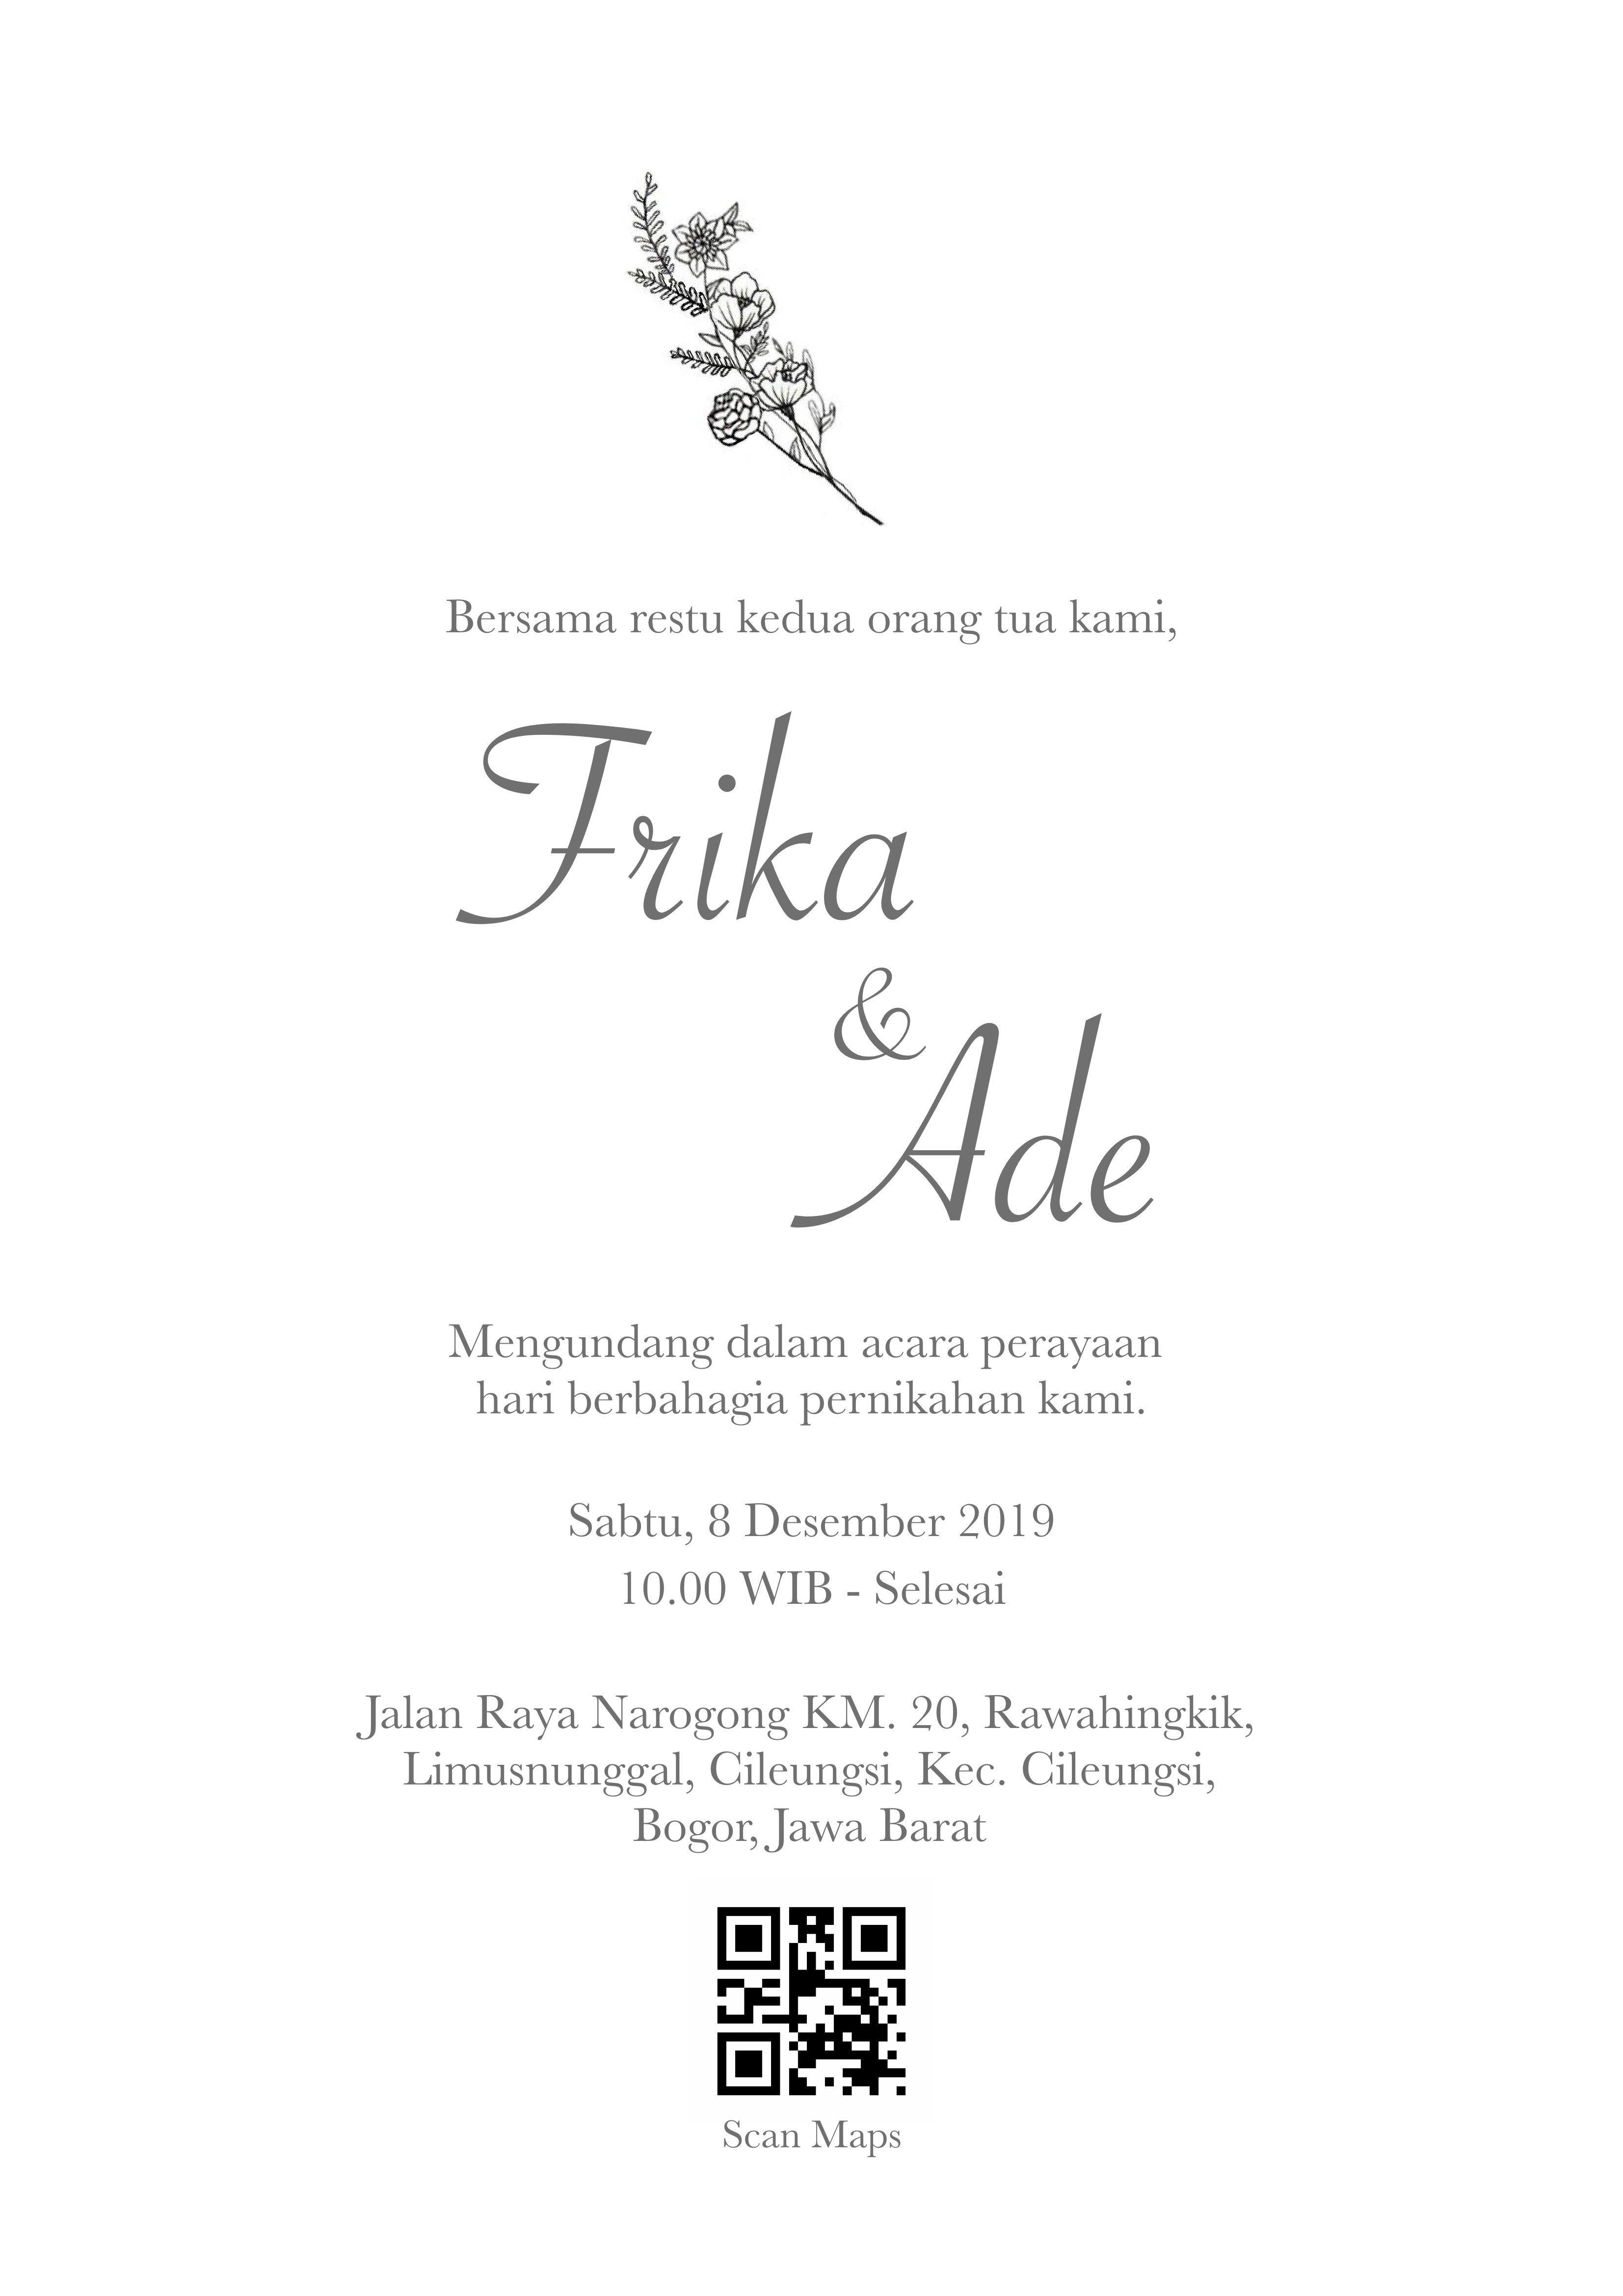 Bersama restu kedua orang tua kami,
Frika
&
Ade
Mengundang dalam acara perayaan
hari berbahagia pernikahan kami.
Sabtu, 8 Desember 2019
10.00 WIB - Selesai
Jalan Raya Narogong KM. 20, Rawahingkik,
Limusnunggal, Cileungsi, Kec. Cileungsi,
Bogor, Jawa Barat
Scan Maps